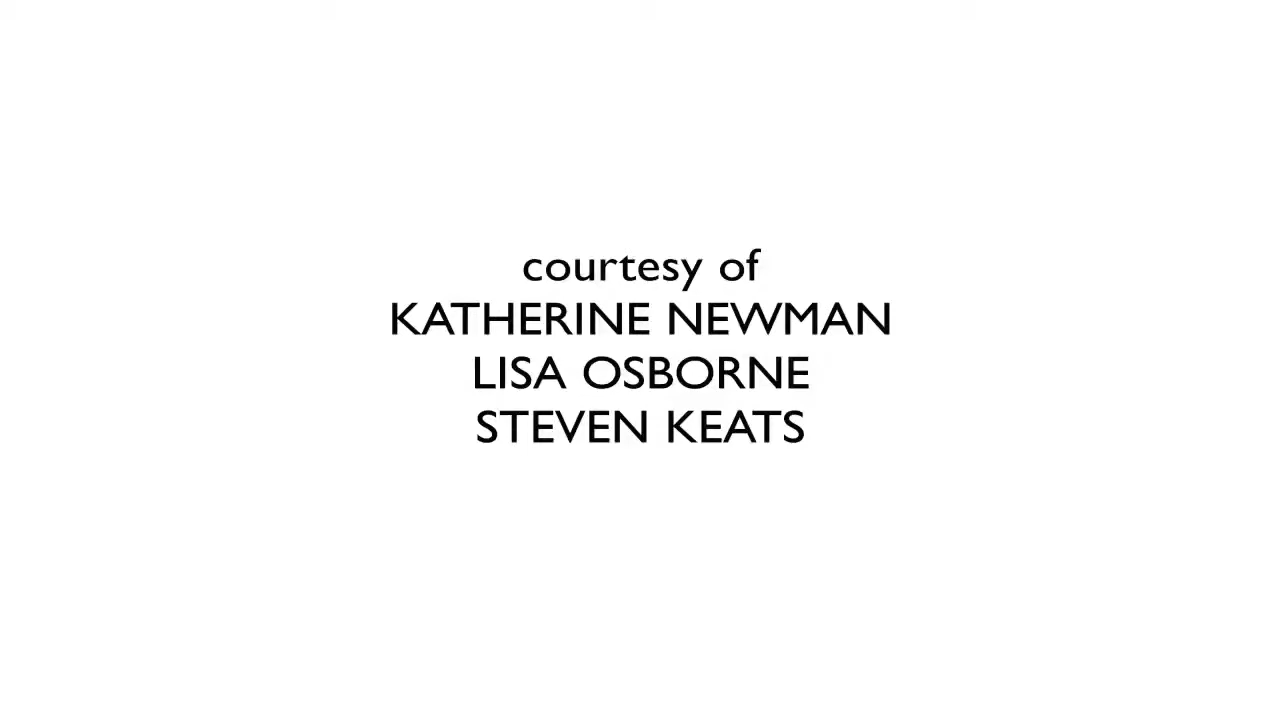 courtesy of
KATHERINE NEWMAN
LISA OSBORNE
STEVEN KEATS